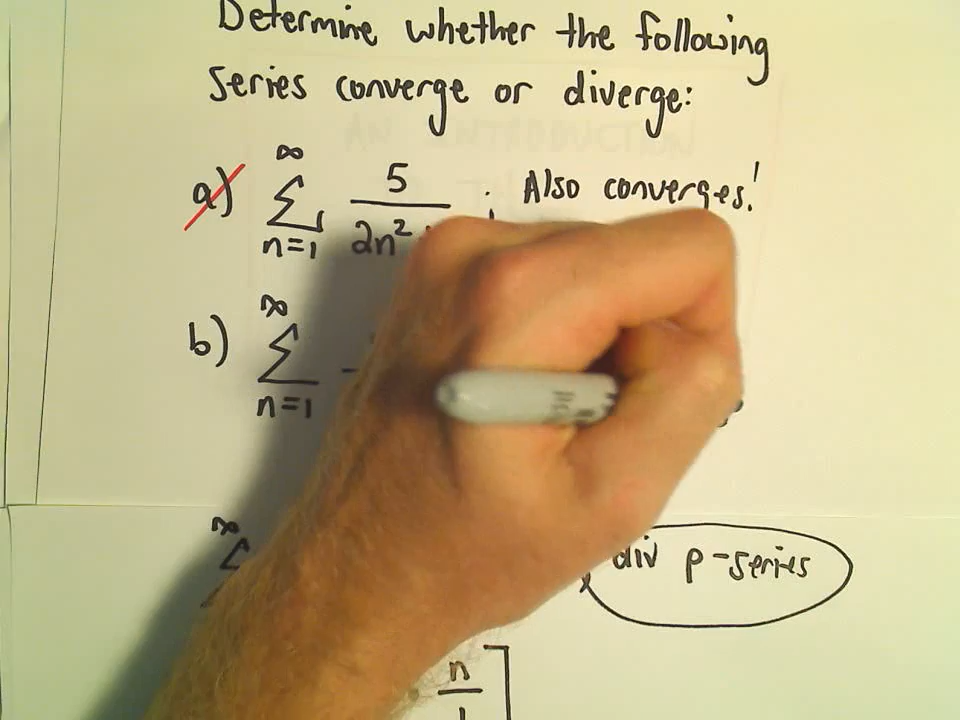 Determine whether the following
series converge or diverge:
a) ∞ Σ n=1 5 / 2n² ; Also converges!
b) ∞ Σ n=1
∞ Σ div p-series
n